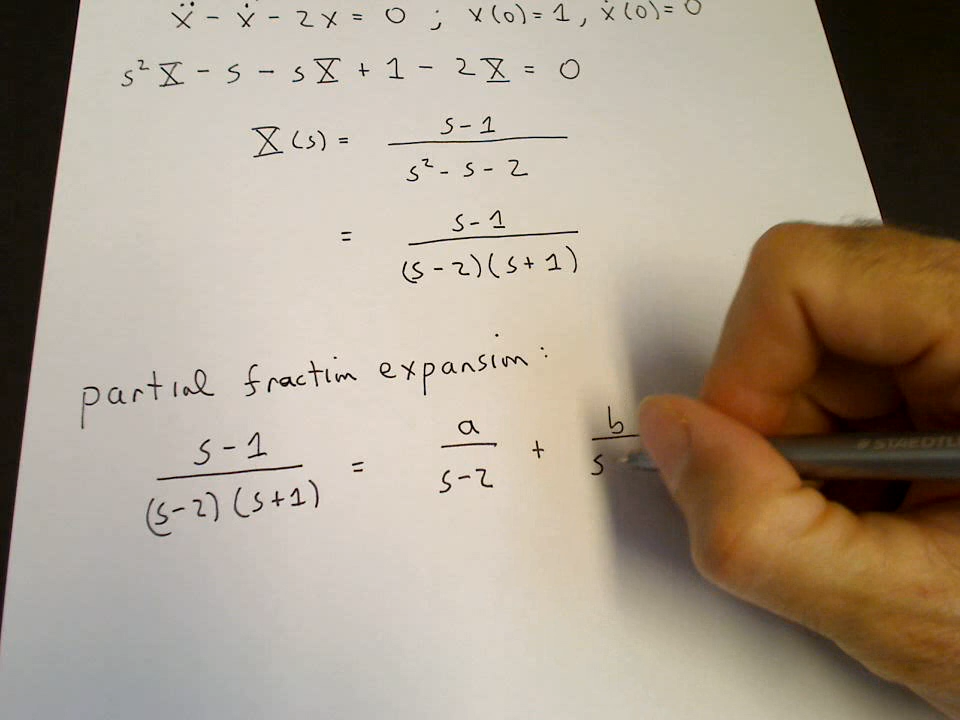 ẍ - ẋ - 2x = 0 ; x(0)=1, ẋ(0)=0
s² X - s - sX + 1 - 2X = 0
X(s) = (s-1)/(s² - s - 2)
= (s-1)/((s-2)(s+1))
partial fraction expansion:
(s-1)/((s-2)(s+1)) = a/(s-2) + b/s
STAEDTLER